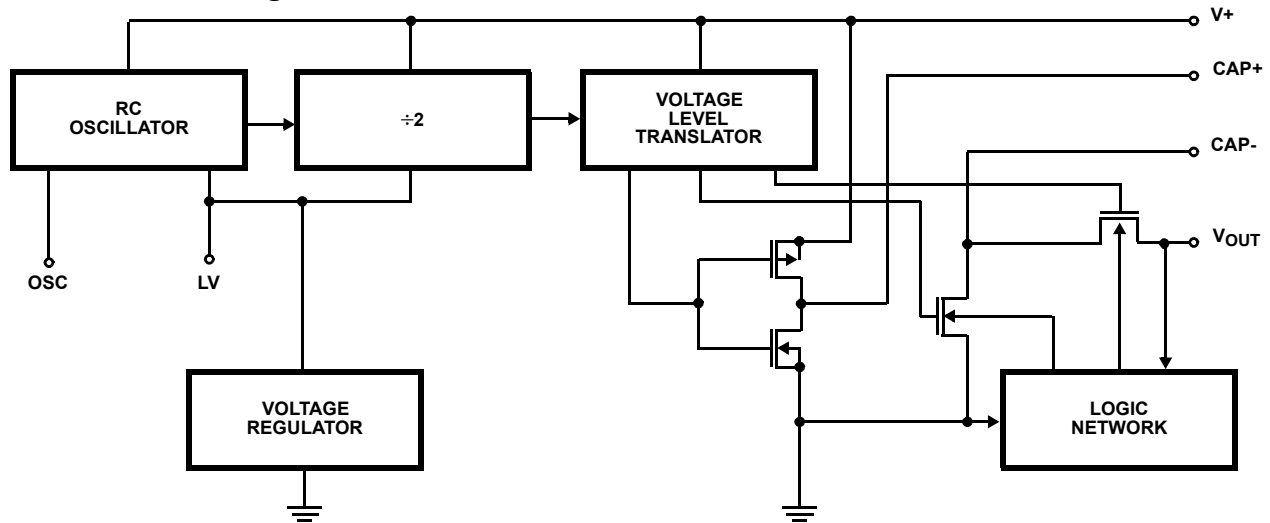 V+
CAP+
RC
OSCILLATOR
÷2
VOLTAGE
LEVEL
TRANSLATOR
CAP-
VOUT
OSC
LV
VOLTAGE
REGULATOR
LOGIC
NETWORK